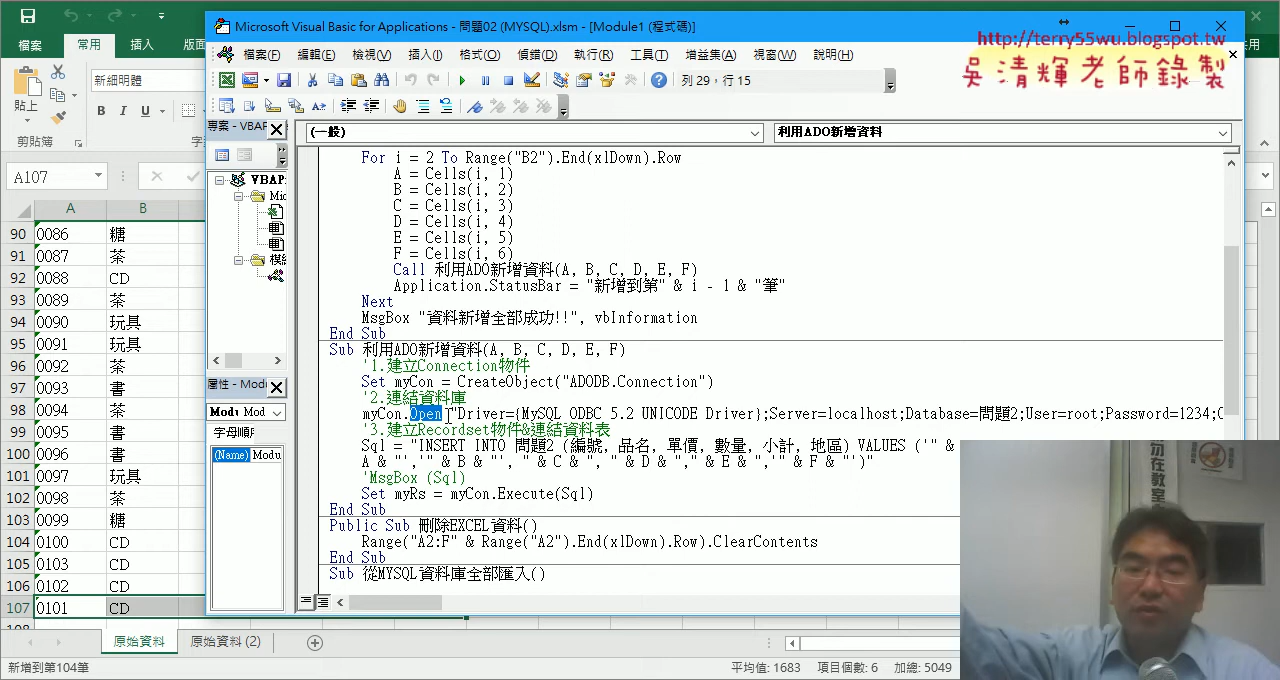 Microsoft Visual Basic for Applications - 問題02 (MYSQL).xlsm - [Module1 (程式碼)]
http://terry55wu.blogspot.tw
吳清輝老師錄製
檔案 常用 插入 版面
檔案(F) 編輯(E) 檢視(V) 插入(I) 格式(O) 偵錯(D) 執行(R) 工具(T) 增益集(A) 視窗(W) 說明(H)
新細明體
列 29，行 15
貼上
B I U
剪貼簿
A107
專案 - VBAP
(一般)
利用ADO新增資料
VBAP
For i = 2 To Range("B2").End(xlDown).Row
A = Cells(i, 1)
B = Cells(i, 2)
C = Cells(i, 3)
D = Cells(i, 4)
E = Cells(i, 5)
F = Cells(i, 6)
Call 利用ADO新增資料(A, B, C, D, E, F)
Application.StatusBar = "新增到第" & i - 1 & "筆"
Next
MsgBox "資料新增全部成功!!", vbInformation
End Sub
Sub 利用ADO新增資料(A, B, C, D, E, F)
'1.建立Connection物件
Set myCon = CreateObject("ADODB.Connection")
'2.連結資料庫
myCon.Open "Driver={MySQL ODBC 5.2 UNICODE Driver};Server=localhost;Database=問題2;User=root;Password=1234;
'3.建立Recordset物件&連結資料表
Sql = "INSERT INTO 問題2 (編號, 品名, 單價, 數量, 小計, 地區) VALUES ('" &
A & "','" & B & "', " & C & ", " & D & "," & E & ",'" & F & "')"
'MsgBox (Sql)
Set myRs = myCon.Execute(Sql)
End Sub
Public Sub 刪除EXCEL資料()
Range("A2:F" & Range("A2").End(xlDown).Row).ClearContents
End Sub
Sub 從MYSQL資料庫全部匯入()
屬性 - Modu
Modu Mod
字母順
(Name) Modu
A B
90 0086 糖
91 0087 茶
92 0088 CD
93 0089 茶
94 0090 玩具
95 0091 玩具
96 0092 茶
97 0093 書
98 0094 茶
99 0095 書
100 0096 書
101 0097 玩具
102 0098 茶
103 0099 糖
104 0100 CD
105 0103 CD
106 0102 CD
107 0101 CD
原始資料 原始資料 (2)
新增到第104筆
平均值: 1683 項目個數: 6 加總: 5049